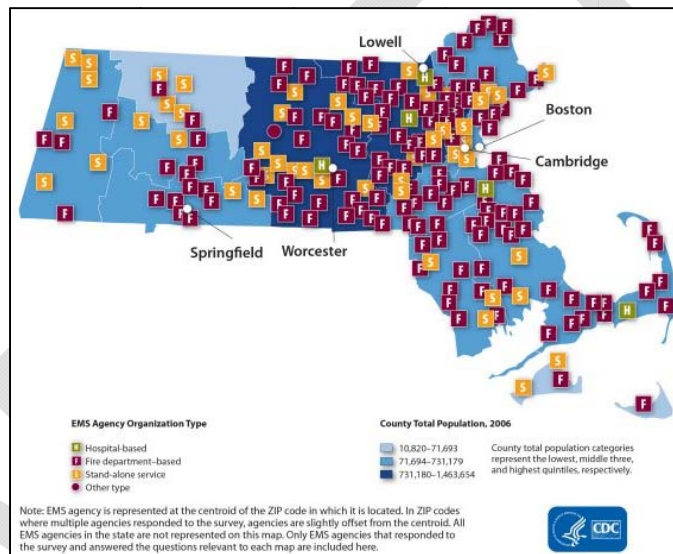 Lowell
Boston
Cambridge
Springfield
Worcester
EMS Agency Organization Type
H Hospital-based
F Fire department–based
S Stand-alone service
Other type
County Total Population, 2006
10,820–71,693
71,694–731,179
731,180–1,463,654
County total population categories
represent the lowest, middle three,
and highest quintiles, respectively.
Note: EMS agency is represented at the centroid of the ZIP code in which it is located. In ZIP codes
where multiple agencies responded to the survey, agencies are slightly offset from the centroid. All
EMS agencies in the state are not represented on this map. Only EMS agencies that responded to
the survey and answered the questions relevant to each map are included here.
CDC